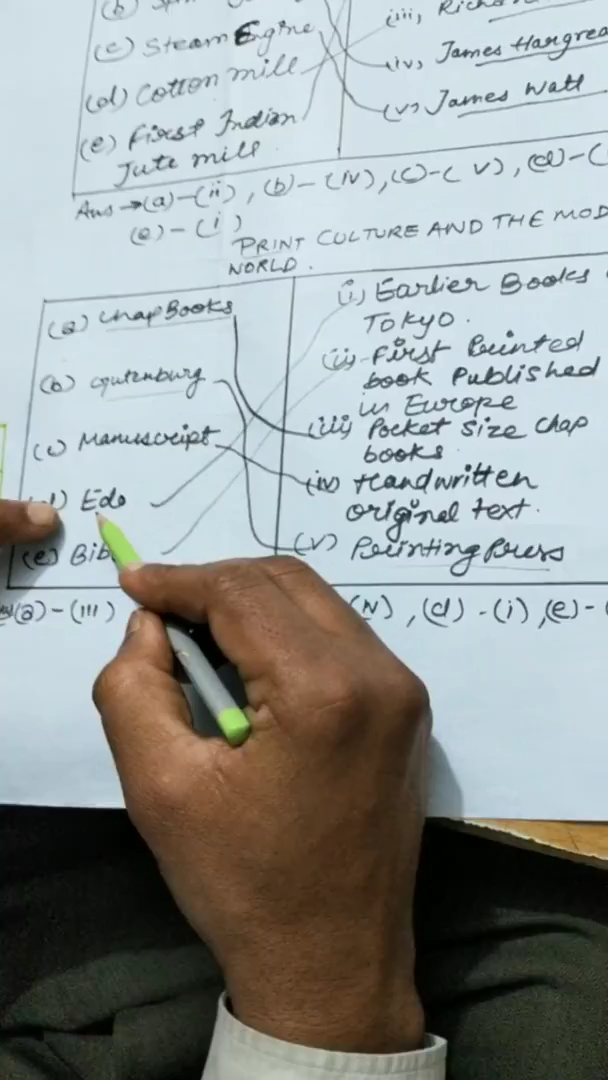 (b)
iii,
(c) Steam Engine
iv, James
(d) Cotton mill
(v) James Watt
(e) First Indian
Jute mill.
Ans → (a) - (ii), (b) - (iv), (c) - (v), (d) - (
(e) - (i)
PRINT CULTURE AND THE MOD
WORLD.
(a) Chap Books
(b) Gutenburg
(c) Manuscript
(d) Edo
(e) Bib
(i) Earlier Books
Tokyo.
(ii) First Printed
book Published
in Europe
(iii) Pocket Size Chap
books.
(iv) Handwritten
original text.
(v) Printing Press
(a) - (III)
(d) - (i), (e) - (